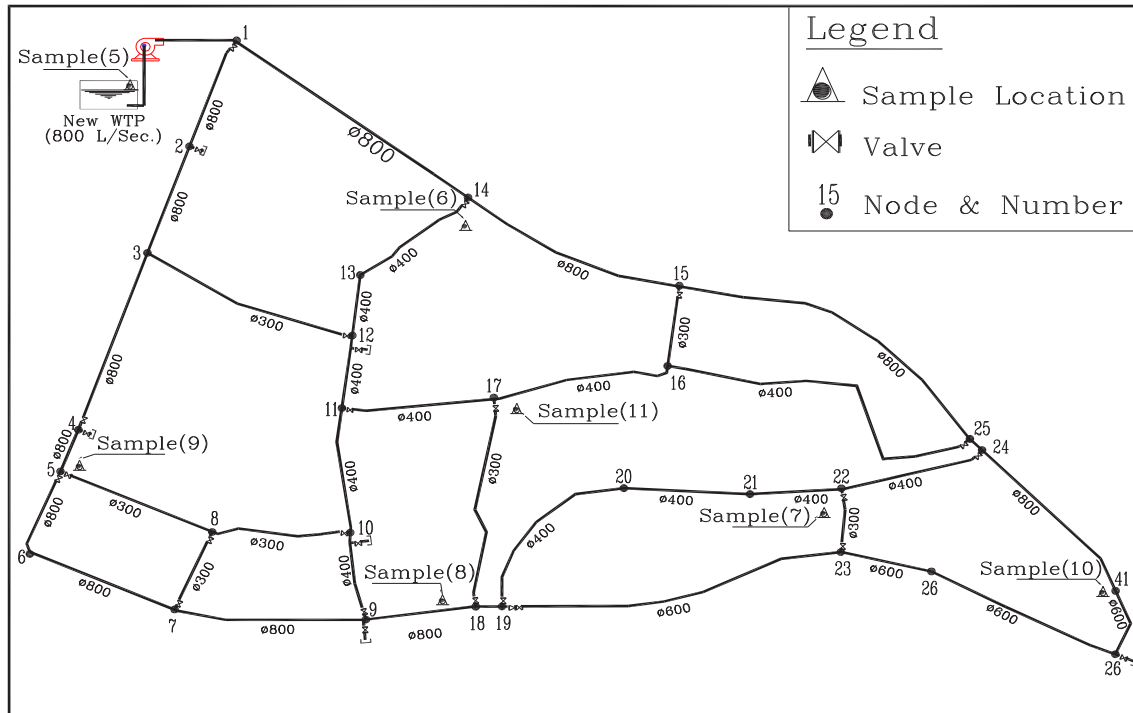 1
Legend
Sample(5)
Sample Location
New WTP
(800 L/Sec.)
ø800
ø800
Valve
2
14
Sample(6)
15
Node & Number
ø800
3
ø400
13
ø800
15
ø400
ø300
12
ø300
ø800
ø800
ø400
16
17
ø400
ø400
11
ø400
Sample(11)
4
25
24
ø800
Sample(9)
5
ø300
ø400
20
ø400
21
ø400
22
ø400
ø800
ø300
8
ø300
10
ø400
Sample(7)
ø300
ø800
6
23
ø600
26
Sample(10)
41
ø300
ø400
Sample(8)
ø800
7
ø800
9
ø800
18
19
ø600
ø600
ø600
26